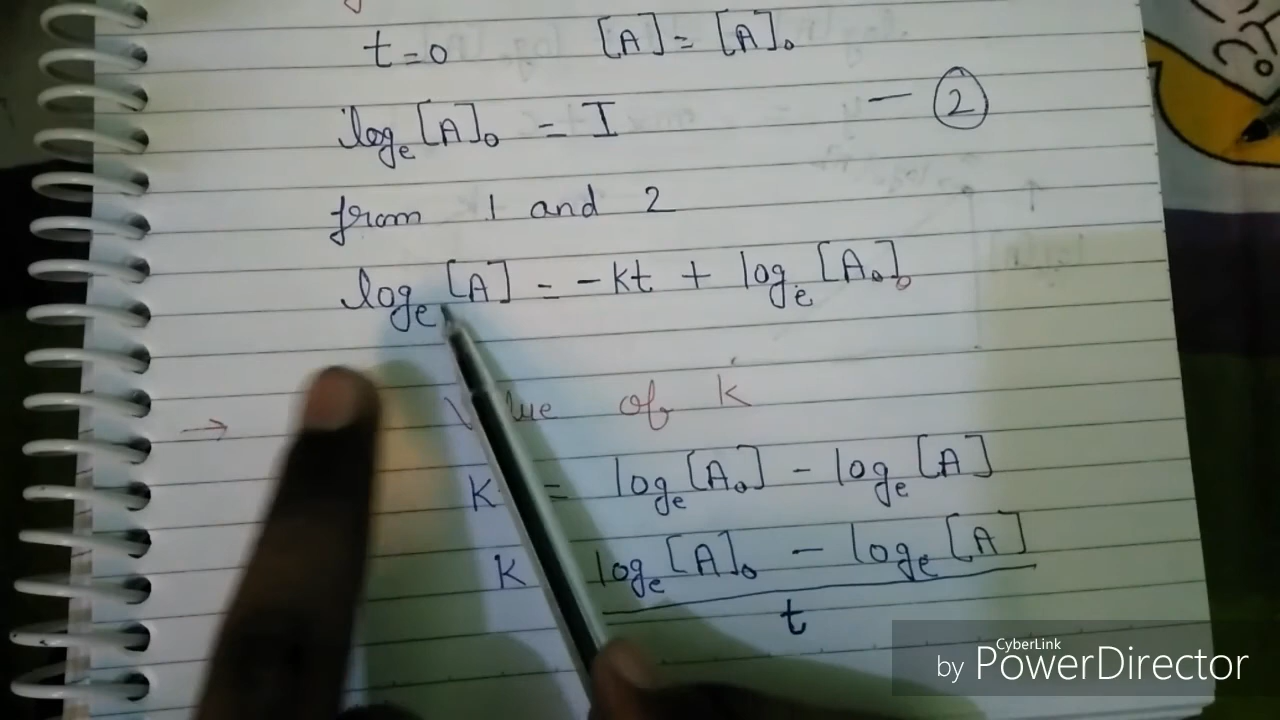 t=0 [A] = [A]₀
logₑ [A]₀ = I — ②
from 1 and 2
logₑ [A] = -kt + logₑ [A₀]₀
→ of k
K = logₑ [A₀] - logₑ [A]
K logₑ [A]₀ - logₑ [A]
t
CyberLink
by PowerDirector